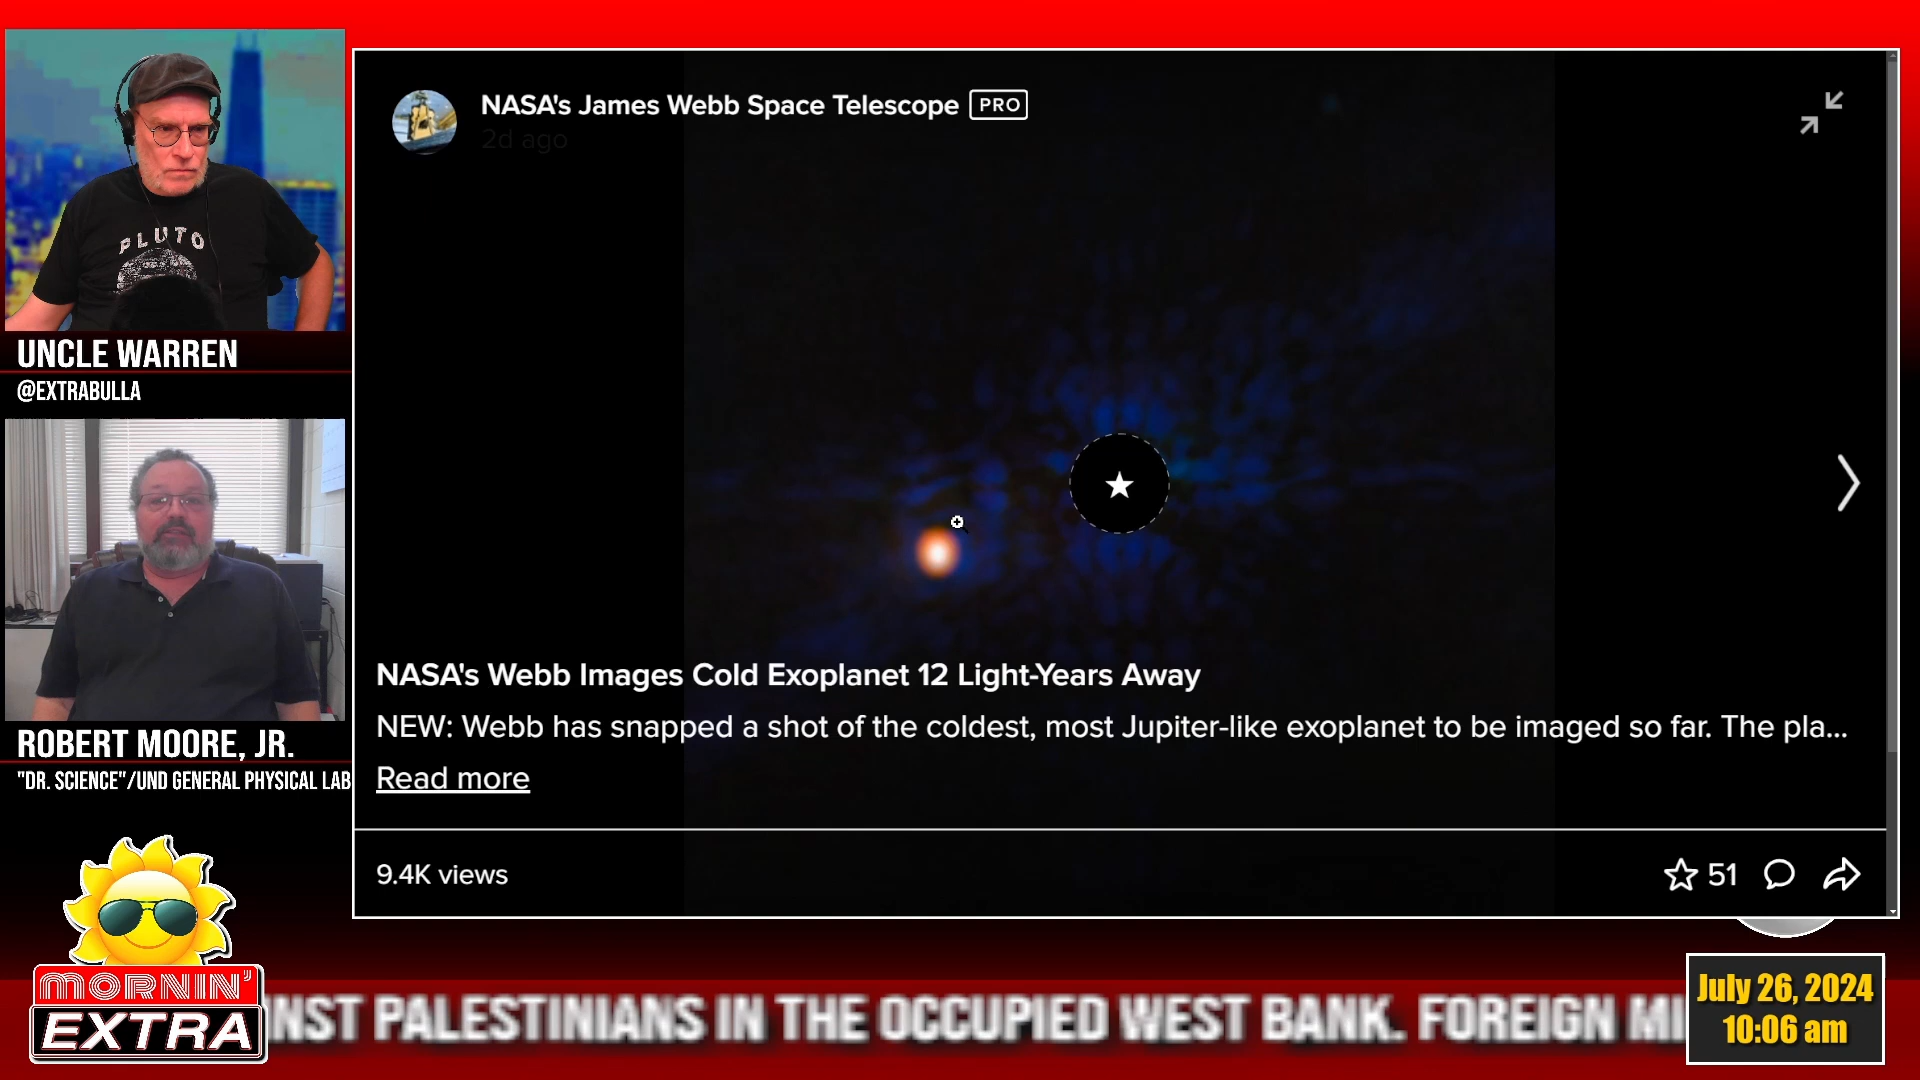 PLUTO
UNCLE WARREN
@EXTRABULLA
ROBERT MOORE, JR.
"DR. SCIENCE"/UND GENERAL PHYSICAL LAB
NASA's James Webb Space Telescope PRO
2d ago
NASA's Webb Images Cold Exoplanet 12 Light-Years Away
NEW: Webb has snapped a shot of the coldest, most Jupiter-like exoplanet to be imaged so far. The pla...
Read more
9.4K views
51
MORNIN'
EXTRA
NST PALESTINIANS IN THE OCCUPIED WEST BANK. FOREIGN MI
July 26, 2024
10:06 am